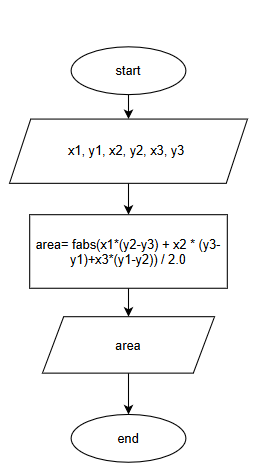 start
x1, y1, x2, y2, x3, y3
area= fabs(x1*(y2-y3) + x2 * (y3-
y1)+x3*(y1-y2)) / 2.0
area
end